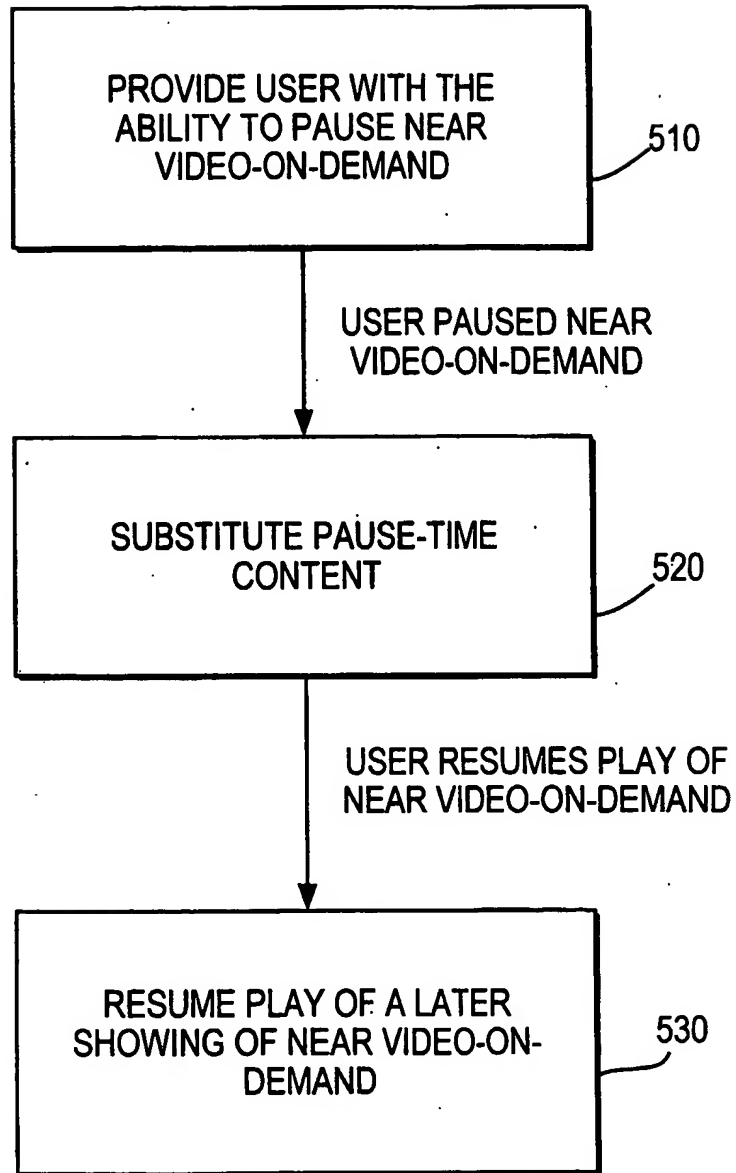 PROVIDE USER WITH THE
ABILITY TO PAUSE NEAR
VIDEO-ON-DEMAND
510
USER PAUSED NEAR
VIDEO-ON-DEMAND
SUBSTITUTE PAUSE-TIME
CONTENT
520
USER RESUMES PLAY OF
NEAR VIDEO-ON-DEMAND
RESUME PLAY OF A LATER
SHOWING OF NEAR VIDEO-ON-
DEMAND
530